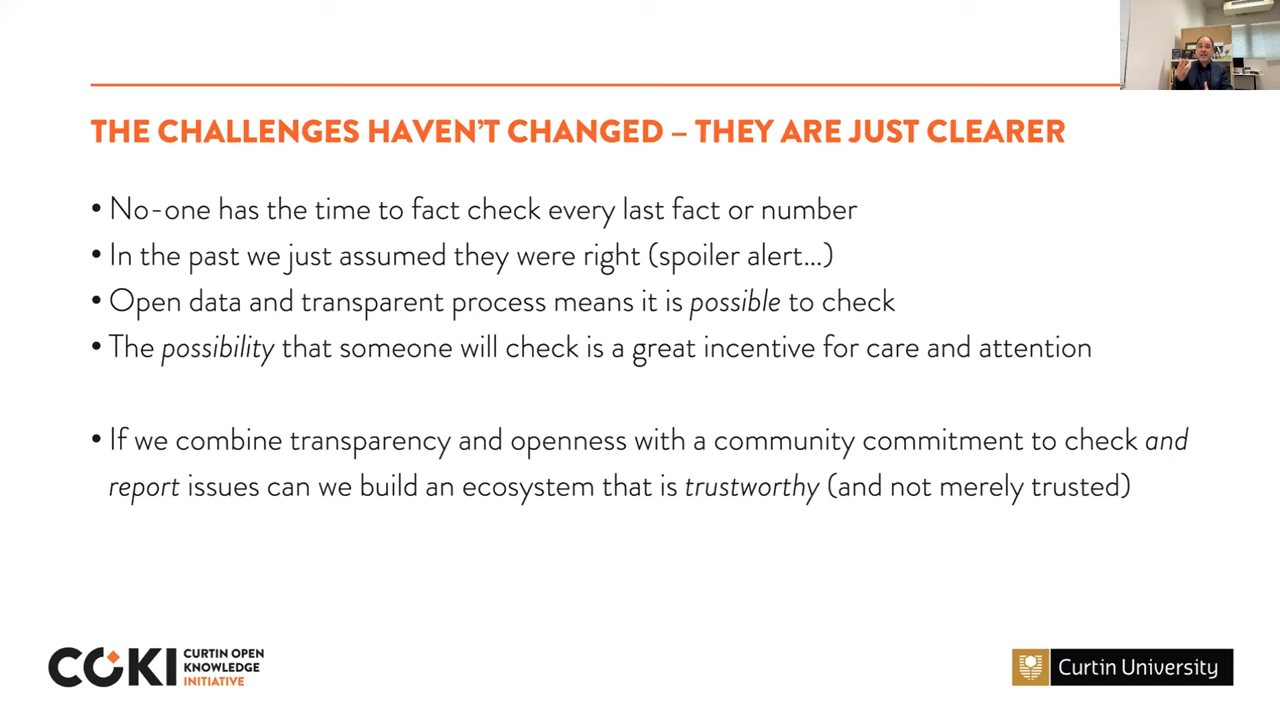 THE CHALLENGES HAVEN'T CHANGED – THEY ARE JUST CLEARER
• No-one has the time to fact check every last fact or number
• In the past we just assumed they were right (spoiler alert...)
• Open data and transparent process means it is possible to check
• The possibility that someone will check is a great incentive for care and attention
• If we combine transparency and openness with a community commitment to check and
report issues can we build an ecosystem that is trustworthy (and not merely trusted)
COKI
CURTIN OPEN
KNOWLEDGE
INITIATIVE
Curtin University